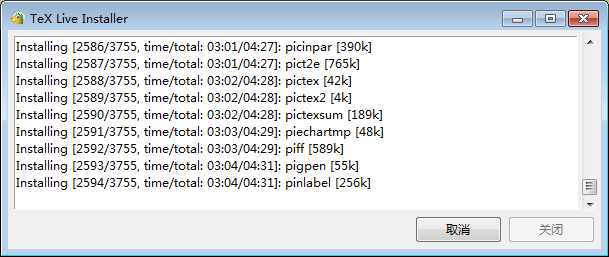 TeX Live Installer
Installing [2586/3755, time/total: 03:01/04:27]: picinpar [390k]
Installing [2587/3755, time/total: 03:01/04:27]: pict2e [765k]
Installing [2588/3755, time/total: 03:02/04:28]: pictex [42k]
Installing [2589/3755, time/total: 03:02/04:28]: pictex2 [4k]
Installing [2590/3755, time/total: 03:02/04:28]: pictexsum [189k]
Installing [2591/3755, time/total: 03:03/04:29]: piechartmp [48k]
Installing [2592/3755, time/total: 03:03/04:29]: piff [589k]
Installing [2593/3755, time/total: 03:04/04:31]: pigpen [55k]
Installing [2594/3755, time/total: 03:04/04:31]: pinlabel [256k]
取消 关闭